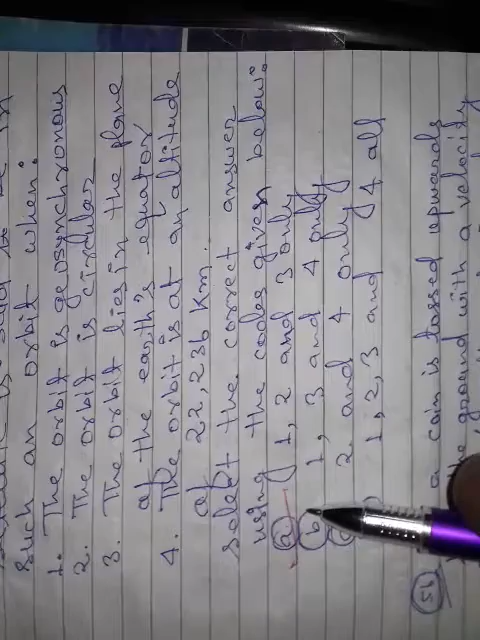 such an orbit when:
1. The orbit is geosynchronous
2. The orbit is circular
3. The orbit lies in the plane
of the earth's equator
4. The orbit is at an altitude
of 22,236 km.
Select the correct answer
using the codes given below:
(a) 1, 2 and 3 only
(b) 1, 3 and 4 only
(c) 2 and 4 only
) 1, 2, 3 and 4 all
51 a coin is tossed upwards
the ground with a velocity